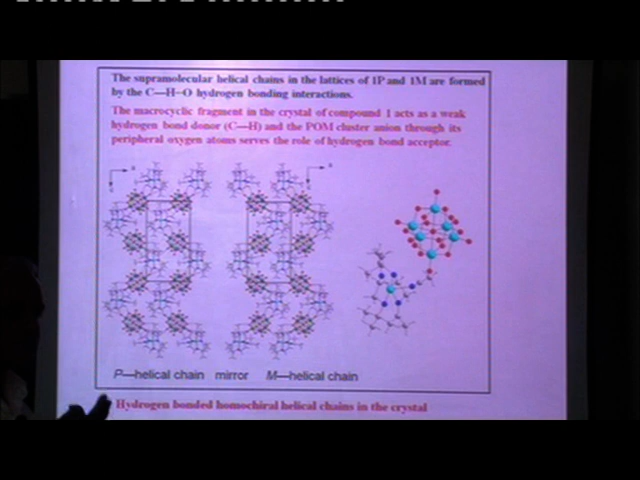 The supramolecular helical chains in the lattices of 1P and 1M are formed
by the C—H···O hydrogen bonding interactions.
The macrocyclic fragment in the crystal of compound 1 acts as a weak
hydrogen bond donor (C—H) and the POM cluster anion through its
peripheral oxygen atoms serves the role of hydrogen bond acceptor.
P—helical chain mirror M—helical chain
Hydrogen bonded homochiral helical chains in the crystal